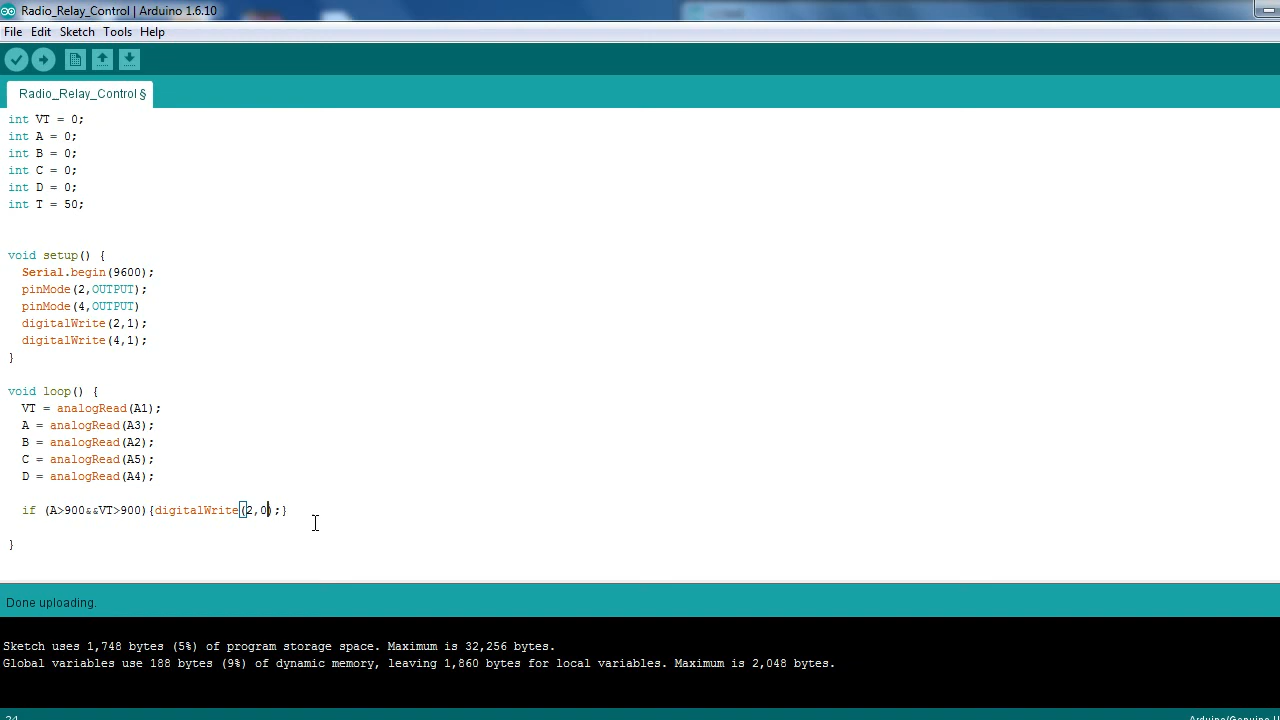 Radio_Relay_Control | Arduino 1.6.10
File Edit Sketch Tools Help
Radio_Relay_Control §
int VT = 0;
int A = 0;
int B = 0;
int C = 0;
int D = 0;
int T = 50;
void setup() {
Serial.begin(9600);
pinMode(2,OUTPUT);
pinMode(4,OUTPUT)
digitalWrite(2,1);
digitalWrite(4,1);
}
void loop() {
VT = analogRead(A1);
A = analogRead(A3);
B = analogRead(A2);
C = analogRead(A5);
D = analogRead(A4);
if (A>900&&VT>900){digitalWrite(2,0);}
}
Done uploading.
Sketch uses 1,748 bytes (5%) of program storage space. Maximum is 32,256 bytes.
Global variables use 188 bytes (9%) of dynamic memory, leaving 1,860 bytes for local variables. Maximum is 2,048 bytes.